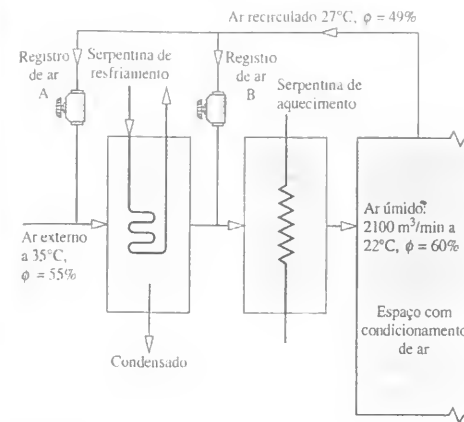 Ar recirculado 27°C, ϕ = 49%
Registro
de ar
A
Serpentina de
resfriamento
Registro
de ar
B
Serpentina de
aquecimento
Ar externo
a 35°C,
ϕ = 55%
Ar úmido:
2100 m³/min a
22°C, ϕ = 60%
Espaço com
condicionamento
de ar
Condensado